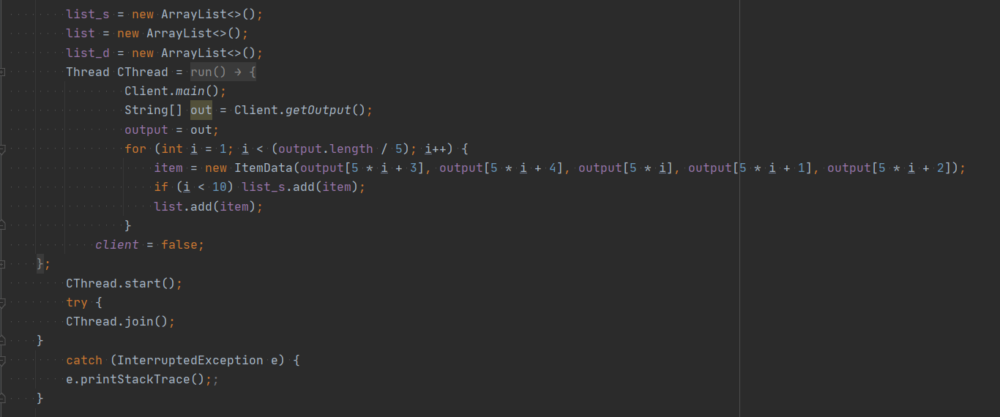 list_s = new ArrayList<>();
list = new ArrayList<>();
list_d = new ArrayList<>();
Thread CThread = run() → {
Client.main();
String[] out = Client.getOutput();
output = out;
for (int i = 1; i < (output.length / 5); i++) {
item = new ItemData(output[5 * i + 3], output[5 * i + 4], output[5 * i], output[5 * i + 1], output[5 * i + 2]);
if (i < 10) list_s.add(item);
list.add(item);
}
client = false;
};
CThread.start();
try {
CThread.join();
}
catch (InterruptedException e) {
e.printStackTrace();;
}